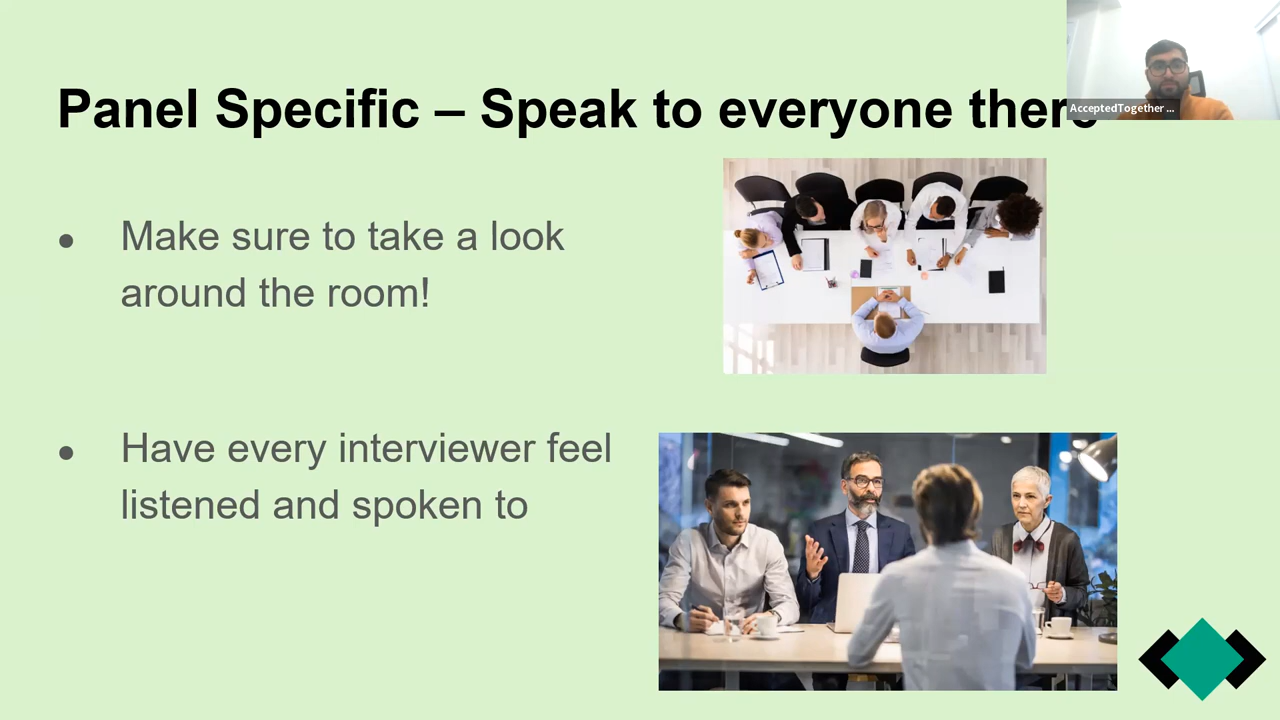 Panel Specific – Speak to everyone there
AcceptedTogether ...
● Make sure to take a look
around the room!
● Have every interviewer feel
listened and spoken to